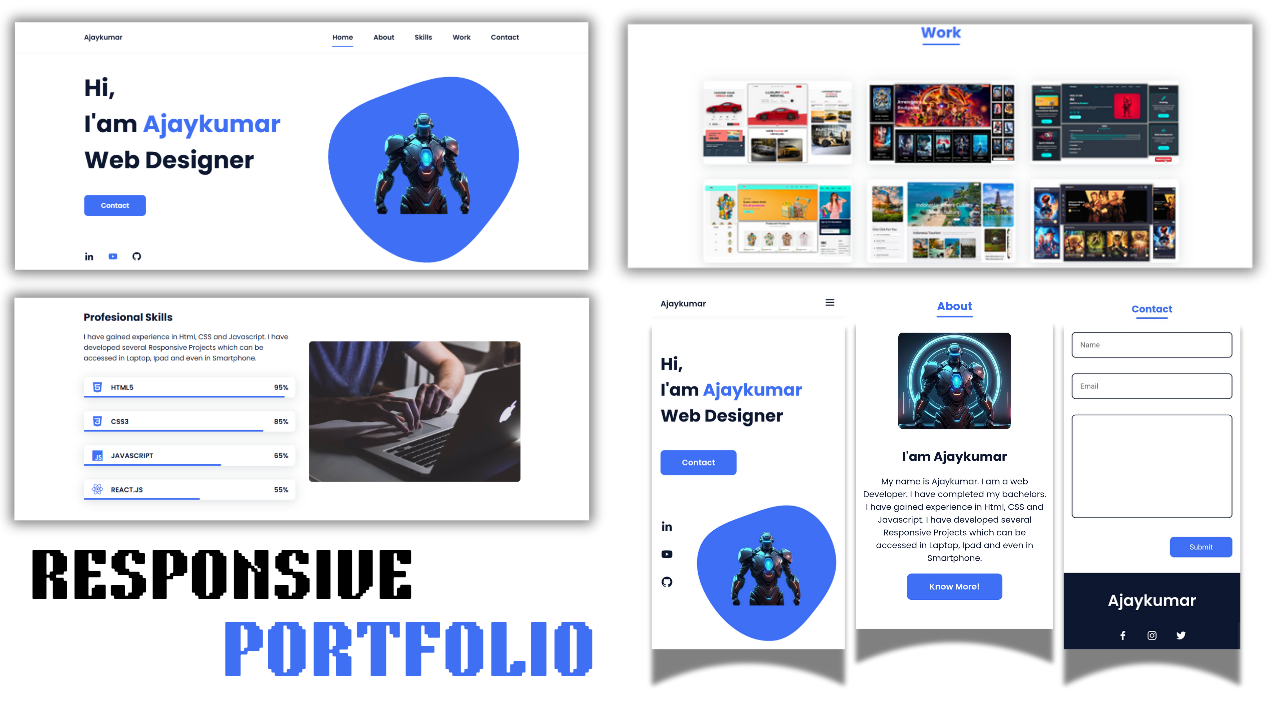 Ajaykumar
Home About Skills Work Contact
Hi,
I'am Ajaykumar
Web Designer
Contact
Work
Profesional Skills
I have gained experience in Html, CSS and Javascript. I have
developed several Responsive Projects which can be
accessed in Laptop, Ipad and even in Smartphone.
HTML5 95%
CSS3 85%
JAVASCRIPT 65%
REACT.JS 55%
RESPONSIVE
PORTFOLIO
Ajaykumar
Hi,
I'am Ajaykumar
Web Designer
Contact
About
I'am Ajaykumar
My name is Ajaykumar. I am a web
Developer. I have completed my bachelors.
I have gained experience in Html, CSS and
Javascript. I have developed several
Responsive Projects which can be
accessed in Laptop, Ipad and even in
Smartphone.
Know More!
Contact
Name
Email
Submit
Ajaykumar